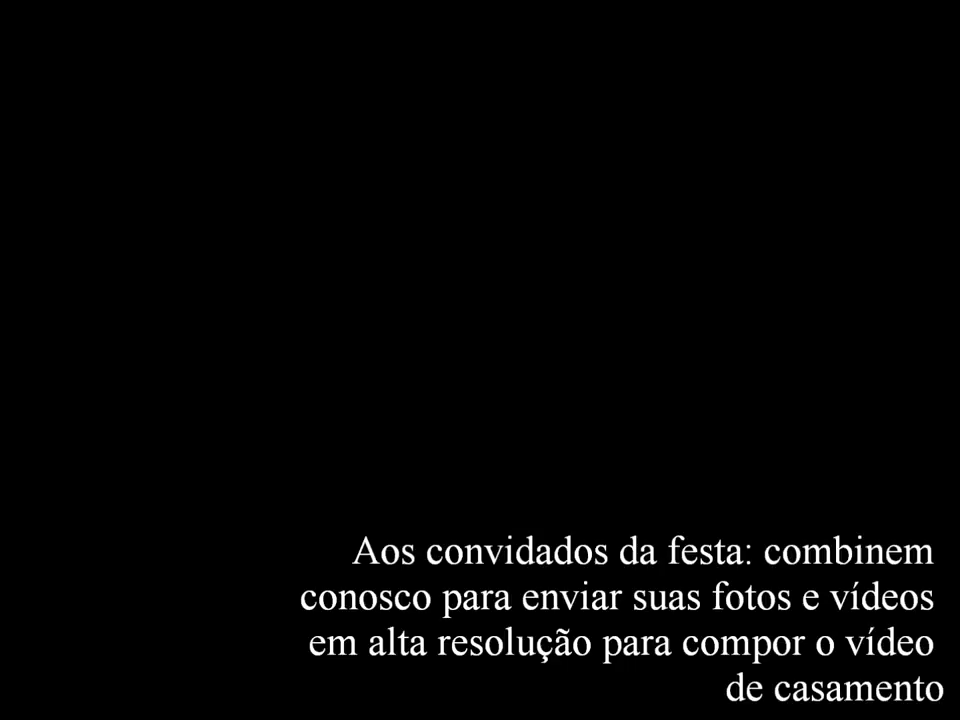 Aos convidados da festa: combinem
conosco para enviar suas fotos e vídeos
em alta resolução para compor o vídeo
de casamento